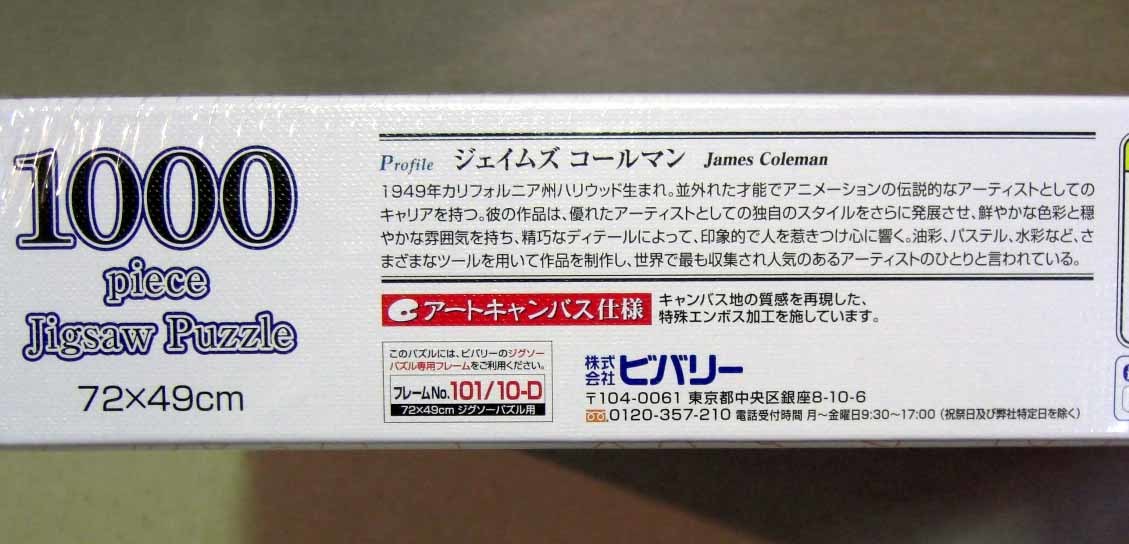 1000
piece
Jigsaw Puzzle
72×49cm
Profile ジェイムズ コールマン James Coleman
1949年カリフォルニア州ハリウッド生まれ。並外れた才能でアニメーションの伝説的なアーティストとしての
キャリアを持つ。彼の作品は、優れたアーティストとしての独自のスタイルをさらに発展させ、鮮やかな色彩と穏
やかな雰囲気を持ち、精巧なディテールによって、印象的で人を惹きつけ心に響く。油彩、パステル、水彩など、さ
まざまなツールを用いて作品を制作し、世界で最も収集され人気のあるアーティストのひとりと言われている。
アートキャンバス仕様
キャンバス地の質感を再現した、
特殊エンボス加工を施しています。
このパズルには、ビバリーのジグソー
パズル専用フレームをご利用ください。
フレームNo.101/10-D
72×49cm ジグソーパズル用
株式会社 ビバリー
〒104-0061 東京都中央区銀座8-10-6
0120-357-210 電話受付時間 月～金曜日9:30～17:00 (祝祭日及び弊社特定日を除く)